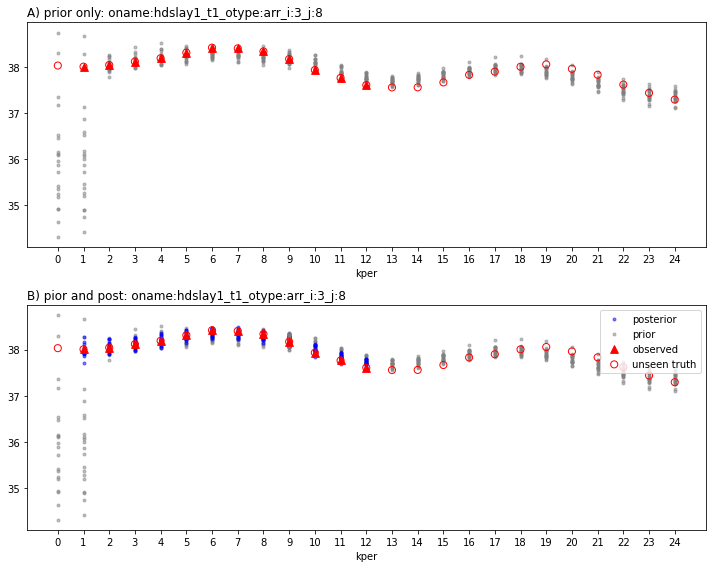 A) prior only: oname:hdslay1_t1_otype:arr_i:3_j:8
38
37
36
35
0 1 2 3 4 5 6 7 8 9 10 11 12 13 14 15 16 17 18 19 20 21 22 23 24
kper
B) pior and post: oname:hdslay1_t1_otype:arr_i:3_j:8
posterior
prior
observed
unseen truth
38
37
36
35
0 1 2 3 4 5 6 7 8 9 10 11 12 13 14 15 16 17 18 19 20 21 22 23 24
kper